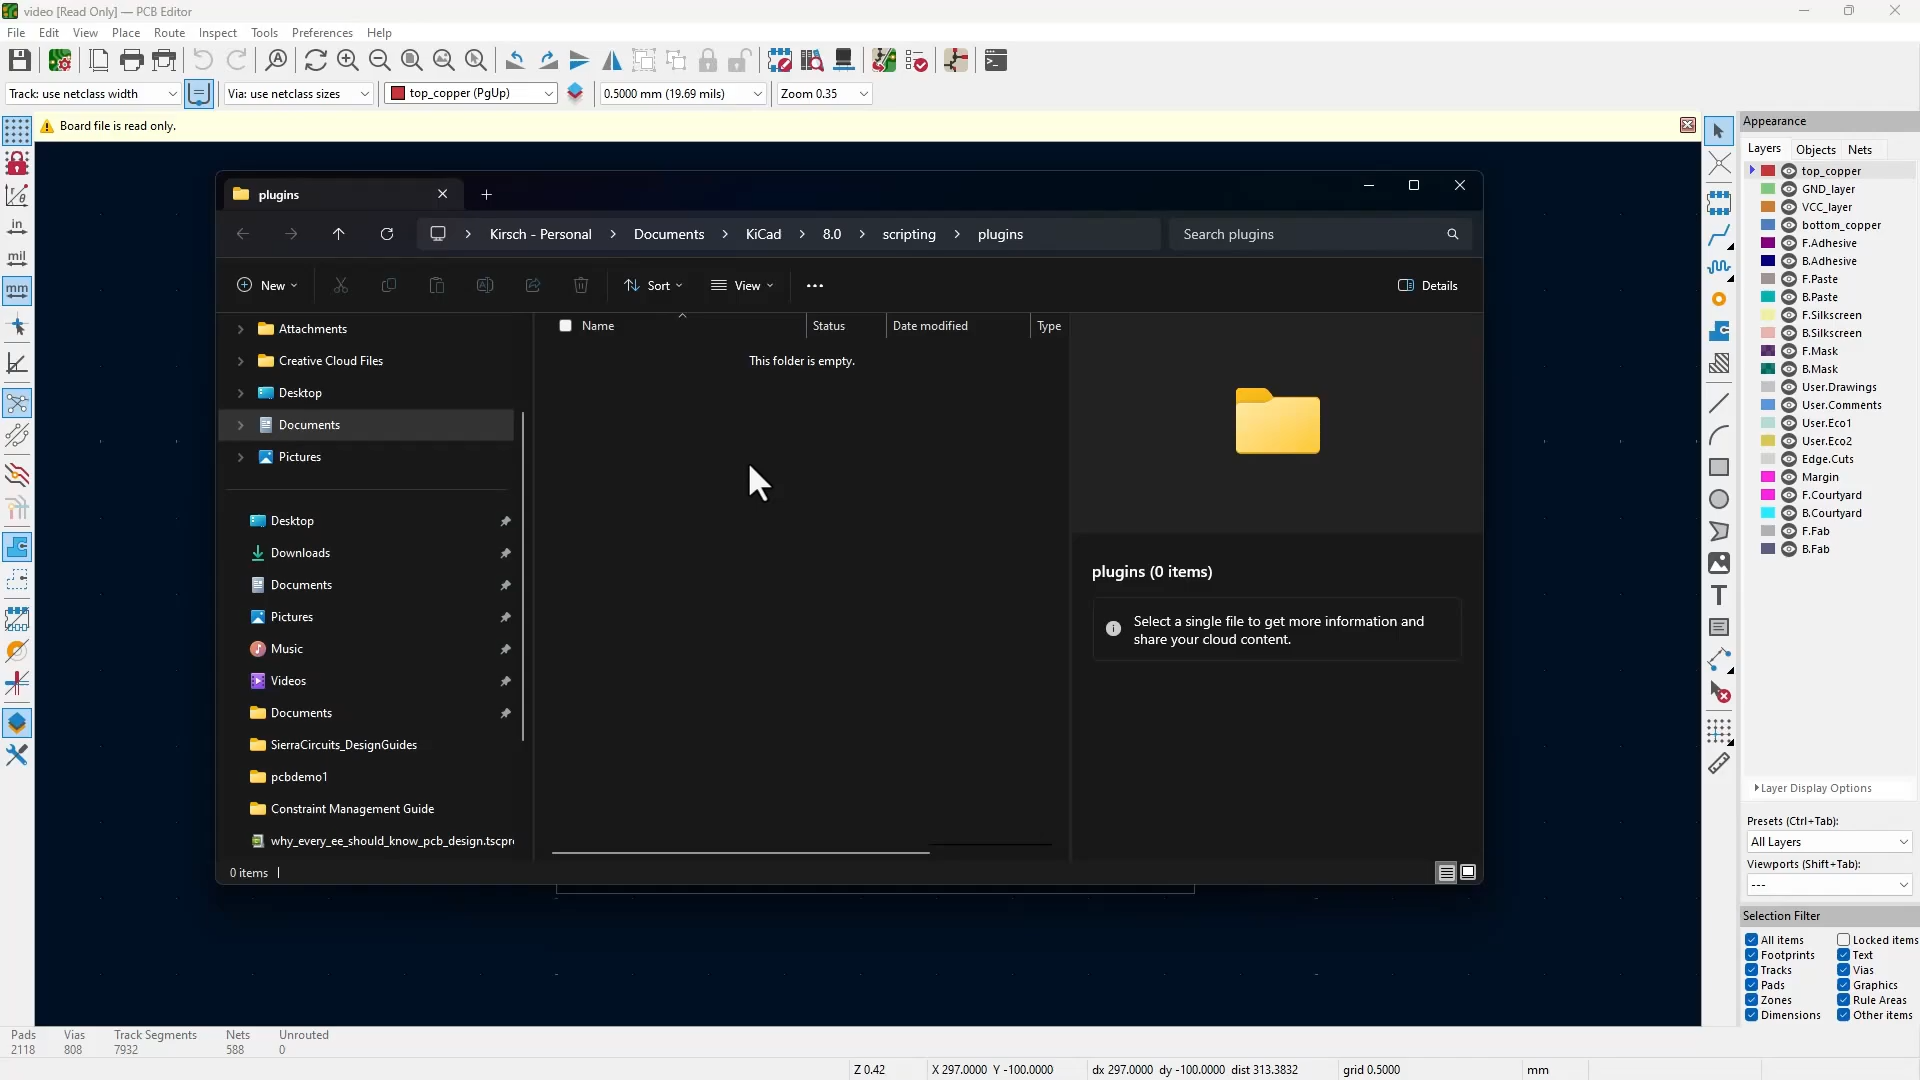 video [Read Only] — PCB Editor
File Edit View Place Route Inspect Tools Preferences Help
Track: use netclass width Via: use netclass sizes top_copper (PgUp) 0.5000 mm (19.69 mils) Zoom 0.35
Board file is read only.
in
mil
mm
plugins
Kirsch - Personal > Documents > KiCad > 8.0 > scripting > plugins
Search plugins
New Sort View Details
Attachments
Creative Cloud Files
Desktop
Documents
Pictures
Desktop
Downloads
Documents
Pictures
Music
Videos
Documents
SierraCircuits_DesignGuides
pcbdemo1
Constraint Management Guide
why_every_ee_should_know_pcb_design.tscpr
Name Status Date modified Type
This folder is empty.
plugins (0 items)
Select a single file to get more information and
share your cloud content.
0 items
Appearance
Layers Objects Nets
top_copper
GND_layer
VCC_layer
bottom_copper
F.Adhesive
B.Adhesive
F.Paste
B.Paste
F.Silkscreen
B.Silkscreen
F.Mask
B.Mask
User.Drawings
User.Comments
User.Eco1
User.Eco2
Edge.Cuts
Margin
F.Courtyard
B.Courtyard
F.Fab
B.Fab
Layer Display Options
Presets (Ctrl+Tab):
All Layers
Viewports (Shift+Tab):
---
Selection Filter
All items Locked items
Footprints Text
Tracks Vias
Pads Graphics
Zones Rule Areas
Dimensions Other items
Pads Vias Track Segments Nets Unrouted
2118 808 7932 588 0
Z 0.42 X 297.0000 Y -100.0000 dx 297.0000 dy -100.0000 dist 313.3832 grid 0.5000 mm